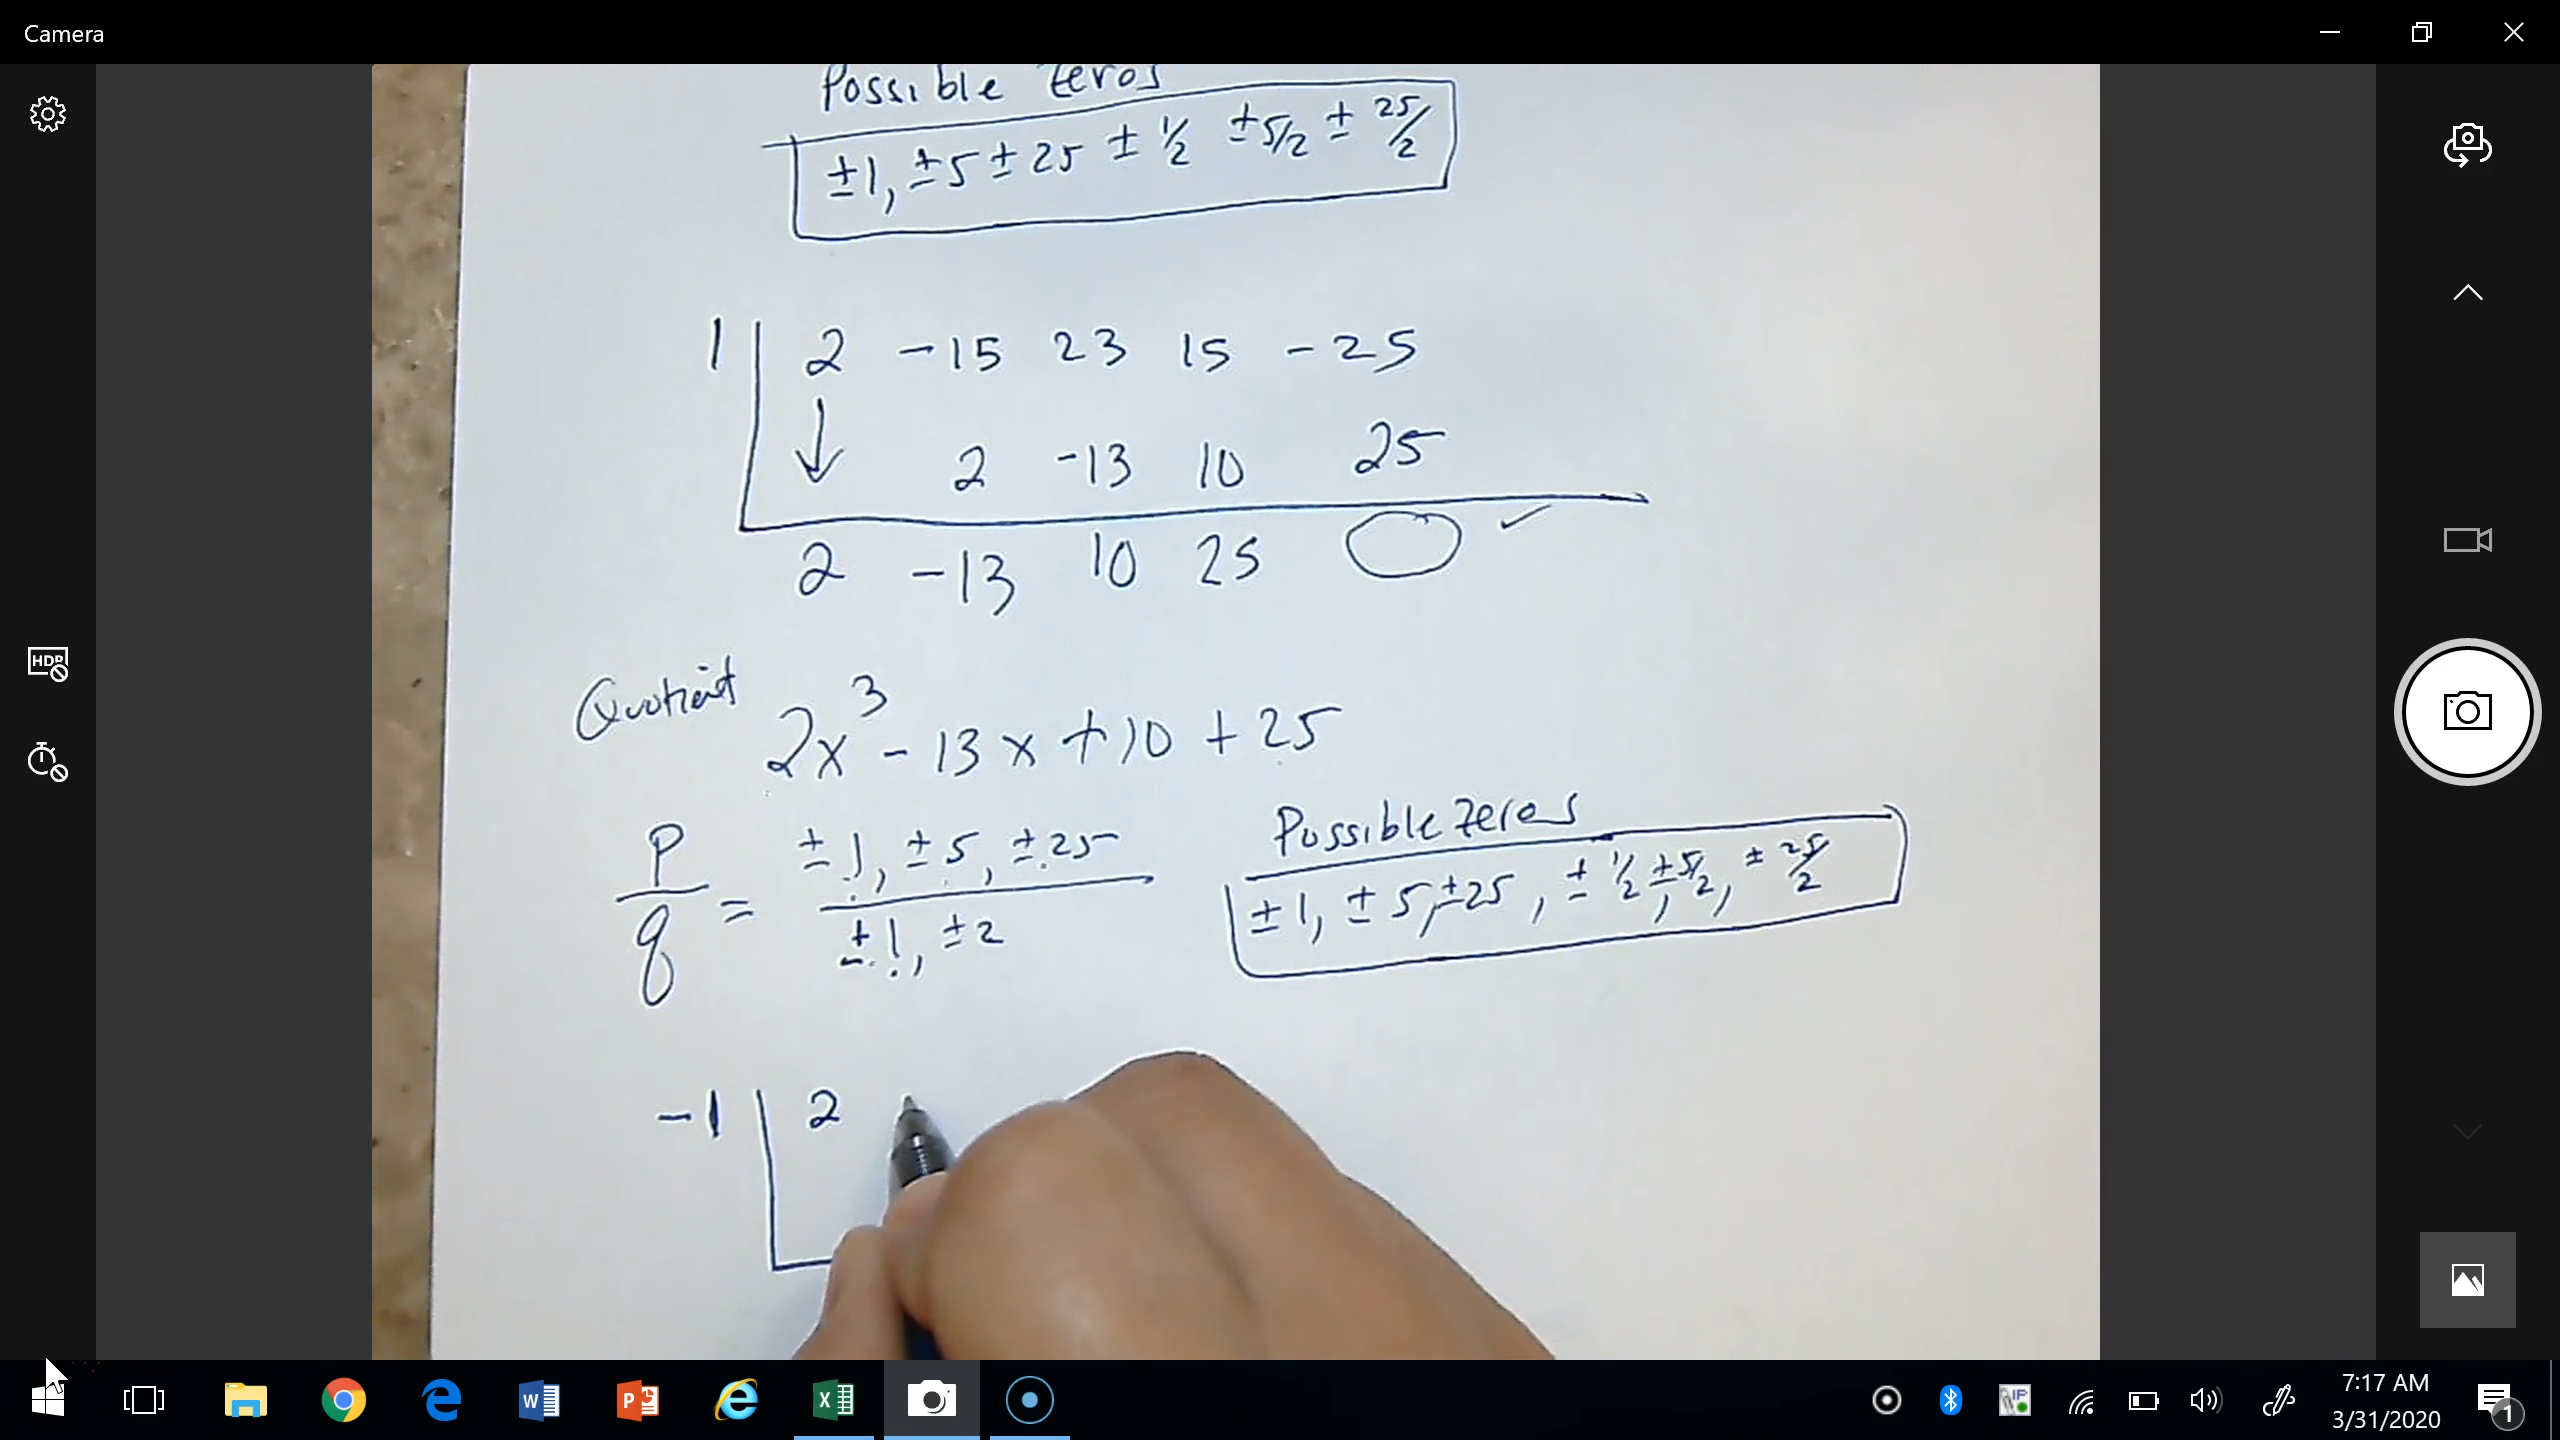 Camera
Possible Zeros
±1, ±5 ±25 ±1/2 ±5/2 ±25/2
1 2 -15 23 15 -25
2 -13 10 25
2 -13 10 25 0 ✓
Quotient 2x³ - 13x + 10 + 25
p/q = ±1, ±5, ±25 / ±1, ±2
Possible Zeros
±1, ±5, ±25, ±1/2, ±5/2, ±25/2
-1 2
7:17 AM
3/31/2020
1